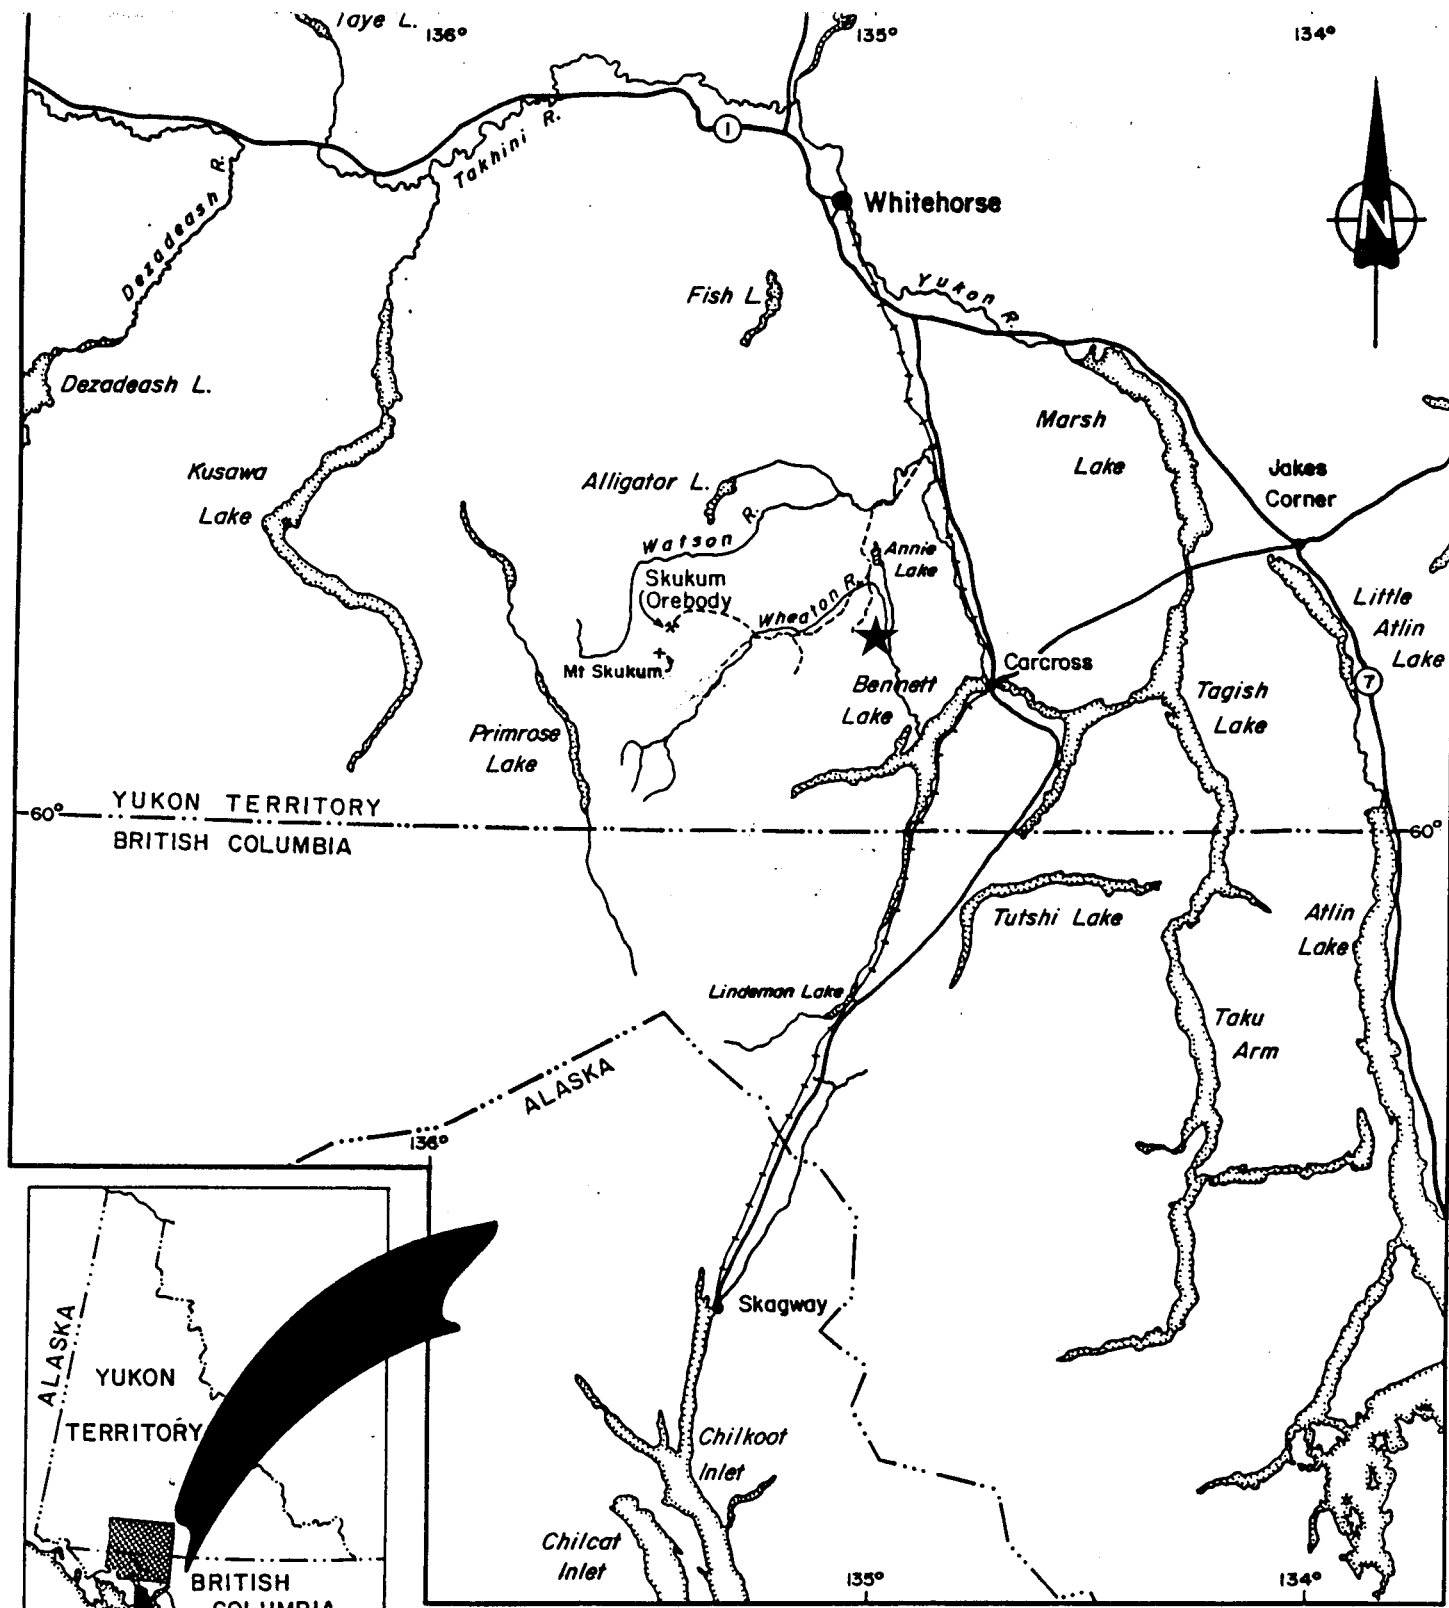 Taye L.
136°
135°
134°
1
Takhini R.
Dezadeash R.
N
Whitehorse
Yukon R.
Fish L.
Dezadeash L.
Marsh
Lake
Kusawa
Lake
Alligator L.
Jakes
Corner
Watson R.
Annie
Lake
Skukum
Orebody
Wheaton R.
Little
Atlin
Lake
Mt Skukum
Carcross
Bennett
Lake
Tagish
Lake
7
Primrose
Lake
60°
YUKON TERRITORY
BRITISH COLUMBIA
60°
Tutshi Lake
Atlin
Lake
Lindeman Lake
Taku
Arm
ALASKA
136°
Skagway
ALASKA
YUKON
TERRITORY
Chilkoot
Inlet
Chilcat
Inlet
BRITISH
COLUMBIA
135°
134°